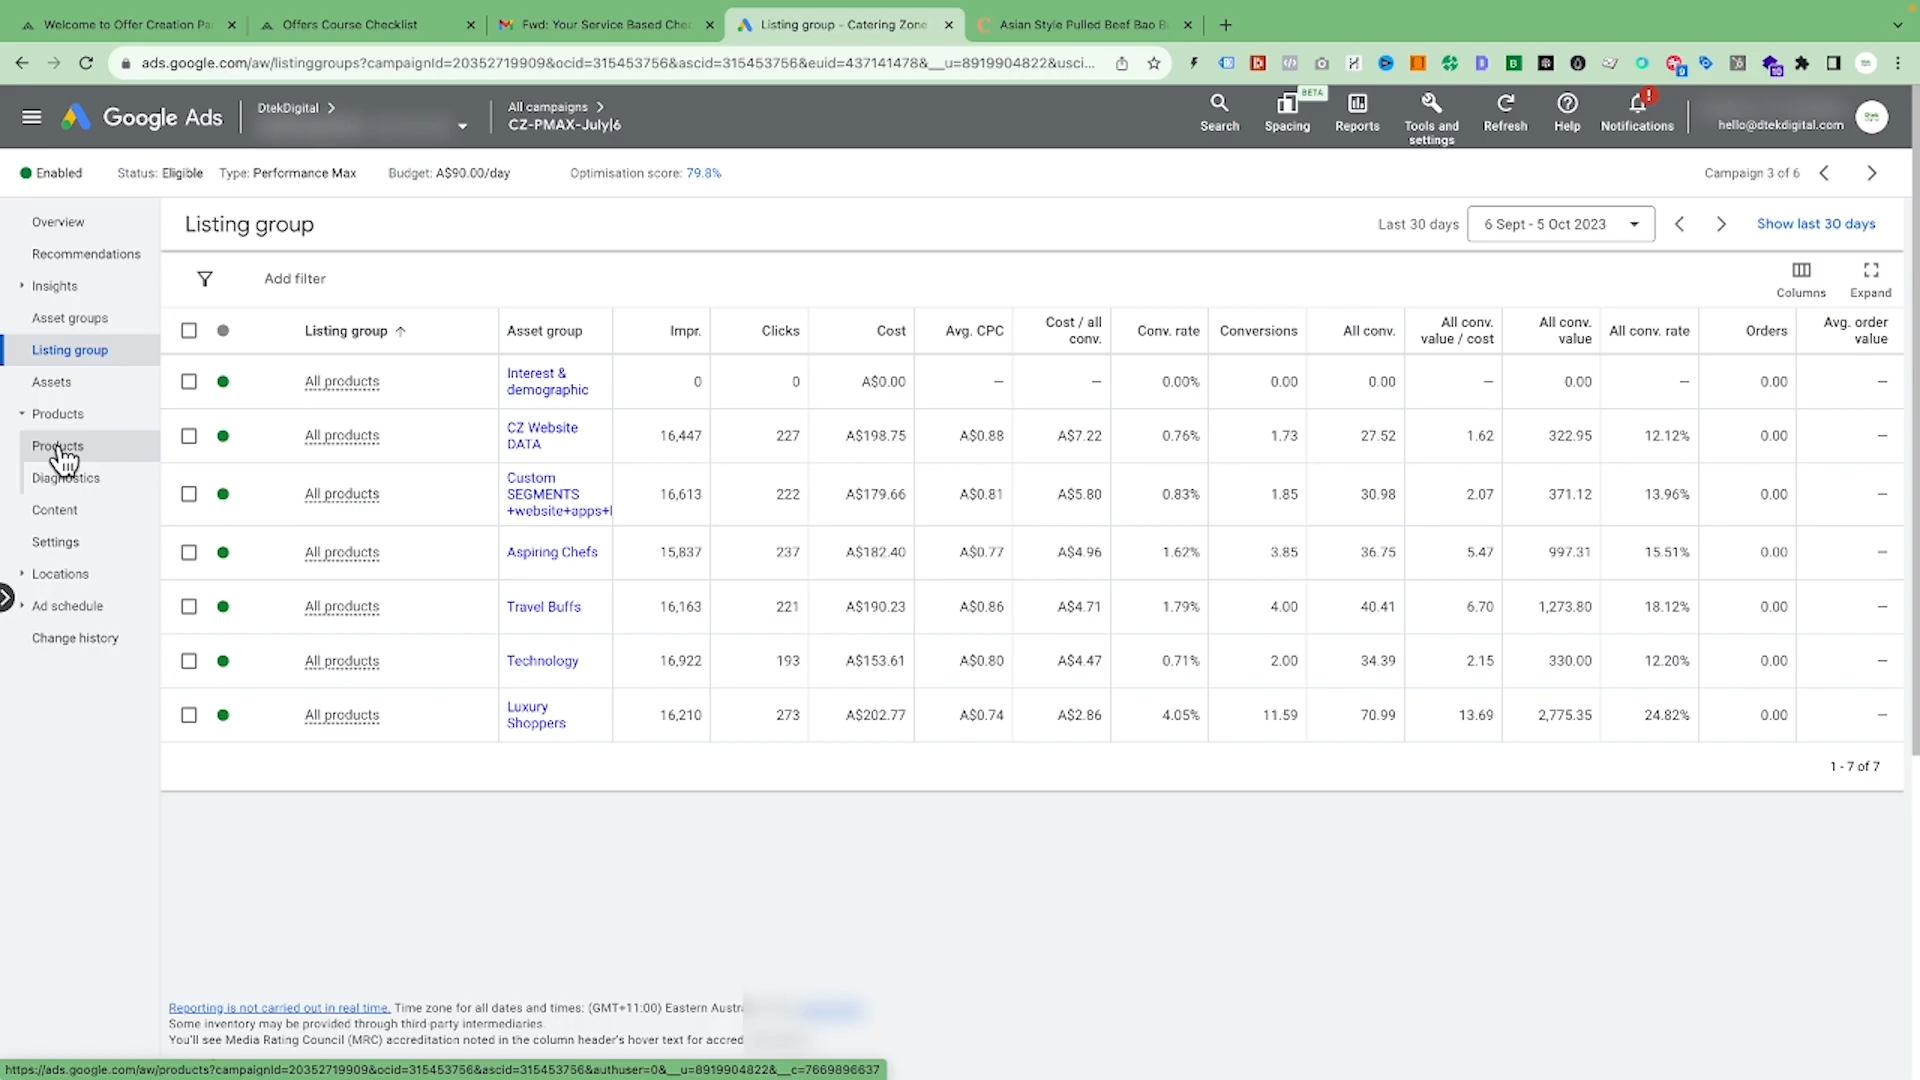 Welcome to Offer Creation Pa
Offers Course Checklist
Fwd: Your Service Based Chec
Listing group - Catering Zone
Asian Style Pulled Beef Bao B
ads.google.com/aw/listinggroups?campaignId=20352719909&ocid=315453756&ascid=315453756&euid=437141478&__u=8919904822&usci...
Google Ads
DtekDigital
All campaigns
CZ-PMAX-July|6
Search
BETA
Spacing
Reports
Tools and settings
Refresh
Help
Notifications
hello@dtekdigital.com
Enabled
Status: Eligible
Type: Performance Max
Budget: A$90.00/day
Optimisation score: 79.8%
Campaign 3 of 6
Overview
Recommendations
Insights
Asset groups
Listing group
Assets
Products
Products
Diagnostics
Content
Settings
Locations
Ad schedule
Change history
Listing group
Last 30 days
6 Sept - 5 Oct 2023
Show last 30 days
Add filter
Columns
Expand
Listing group Asset group Impr. Clicks Cost Avg. CPC Cost / all conv. Conv. rate Conversions All conv. All conv. value / cost All conv. value All conv. rate Orders Avg. order value
All products Interest & demographic 0 0 A$0.00 — — 0.00% 0.00 0.00 — 0.00 — 0.00 —
All products CZ Website DATA 16,447 227 A$198.75 A$0.88 A$7.22 0.76% 1.73 27.52 1.62 322.95 12.12% 0.00 —
All products Custom SEGMENTS +website+apps+l 16,613 222 A$179.66 A$0.81 A$5.80 0.83% 1.85 30.98 2.07 371.12 13.96% 0.00 —
All products Aspiring Chefs 15,837 237 A$182.40 A$0.77 A$4.96 1.62% 3.85 36.75 5.47 997.31 15.51% 0.00 —
All products Travel Buffs 16,163 221 A$190.23 A$0.86 A$4.71 1.79% 4.00 40.41 6.70 1,273.80 18.12% 0.00 —
All products Technology 16,922 193 A$153.61 A$0.80 A$4.47 0.71% 2.00 34.39 2.15 330.00 12.20% 0.00 —
All products Luxury Shoppers 16,210 273 A$202.77 A$0.74 A$2.86 4.05% 11.59 70.99 13.69 2,775.35 24.82% 0.00 —
1 - 7 of 7
Reporting is not carried out in real time. Time zone for all dates and times: (GMT+11:00) Eastern Austra
Some inventory may be provided through third-party intermediaries.
You'll see Media Rating Council (MRC) accreditation noted in the column header's hover text for accred
https://ads.google.com/aw/products?campaignId=20352719909&ocid=315453756&ascid=315453756&authuser=0&__u=8919904822&__c=7669896637